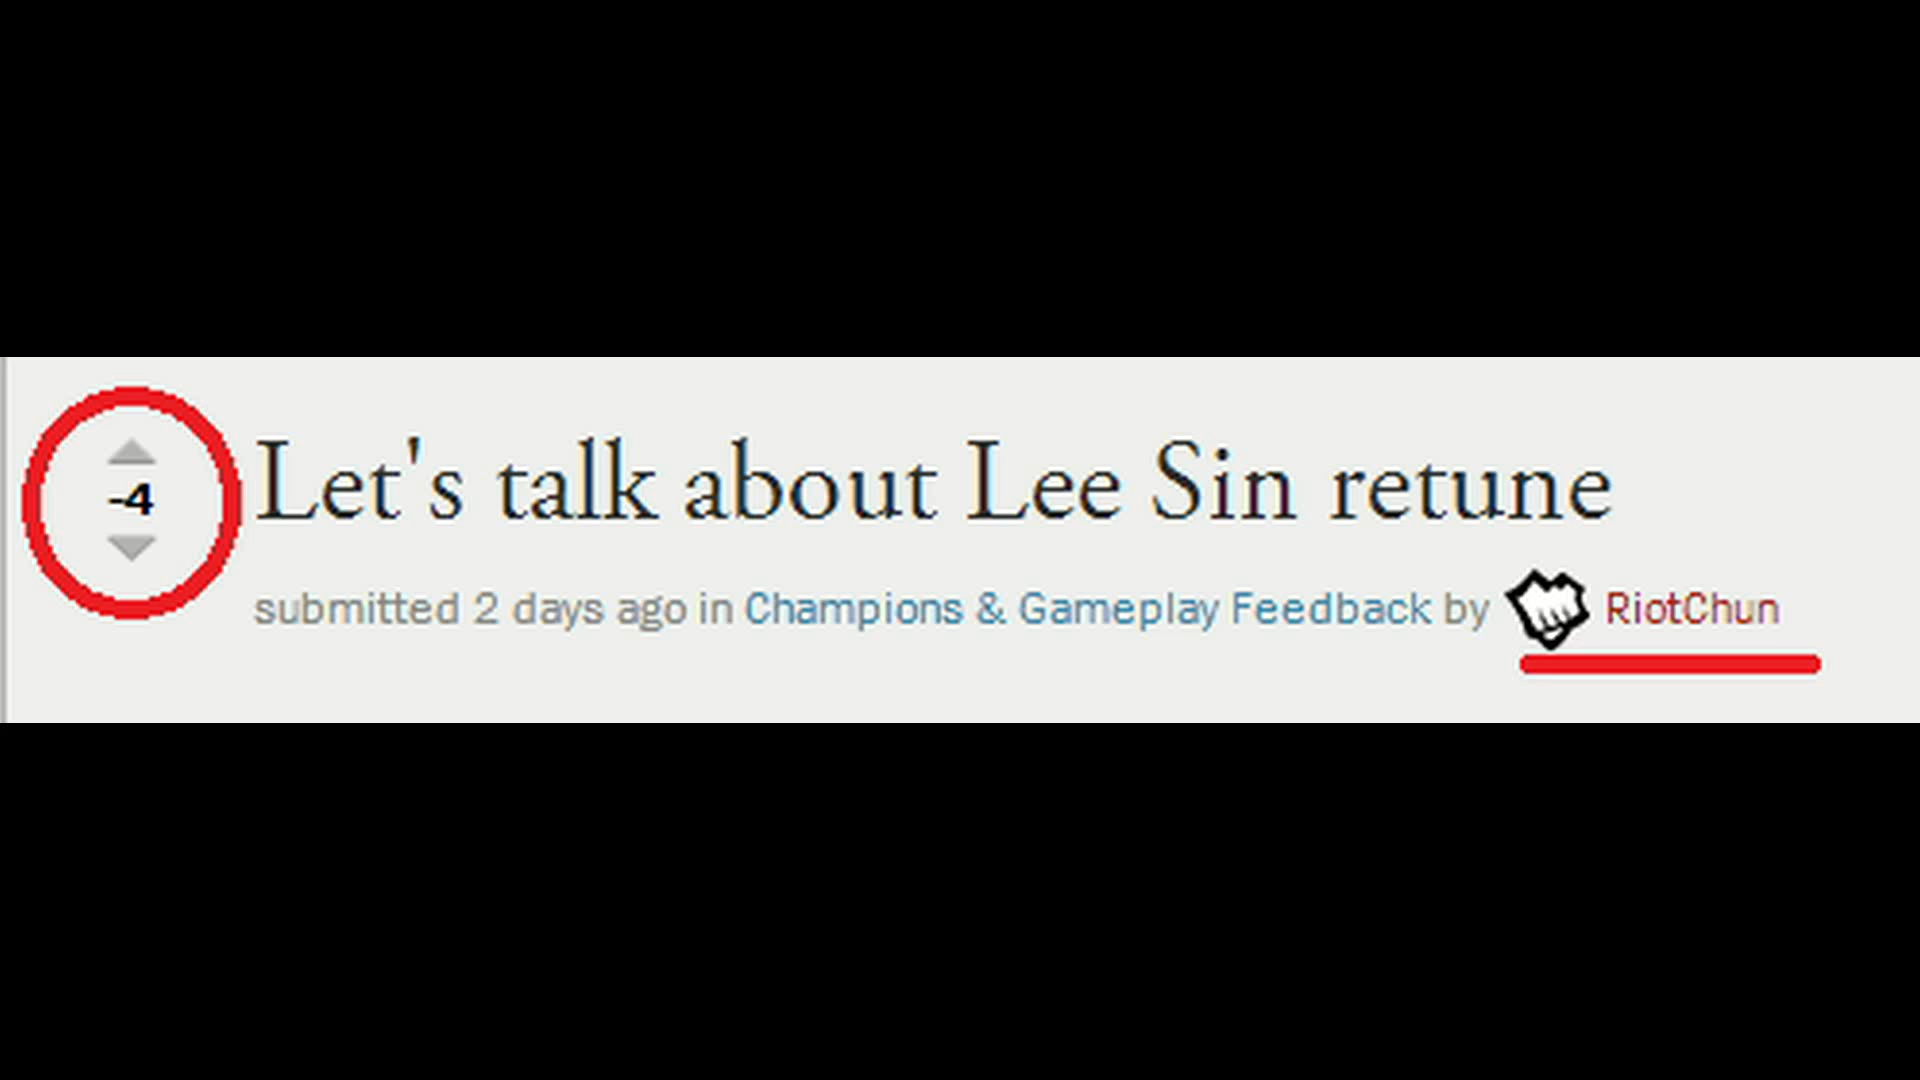 -4
Let's talk about Lee Sin retune
submitted 2 days ago in Champions & Gameplay Feedback by RiotChun